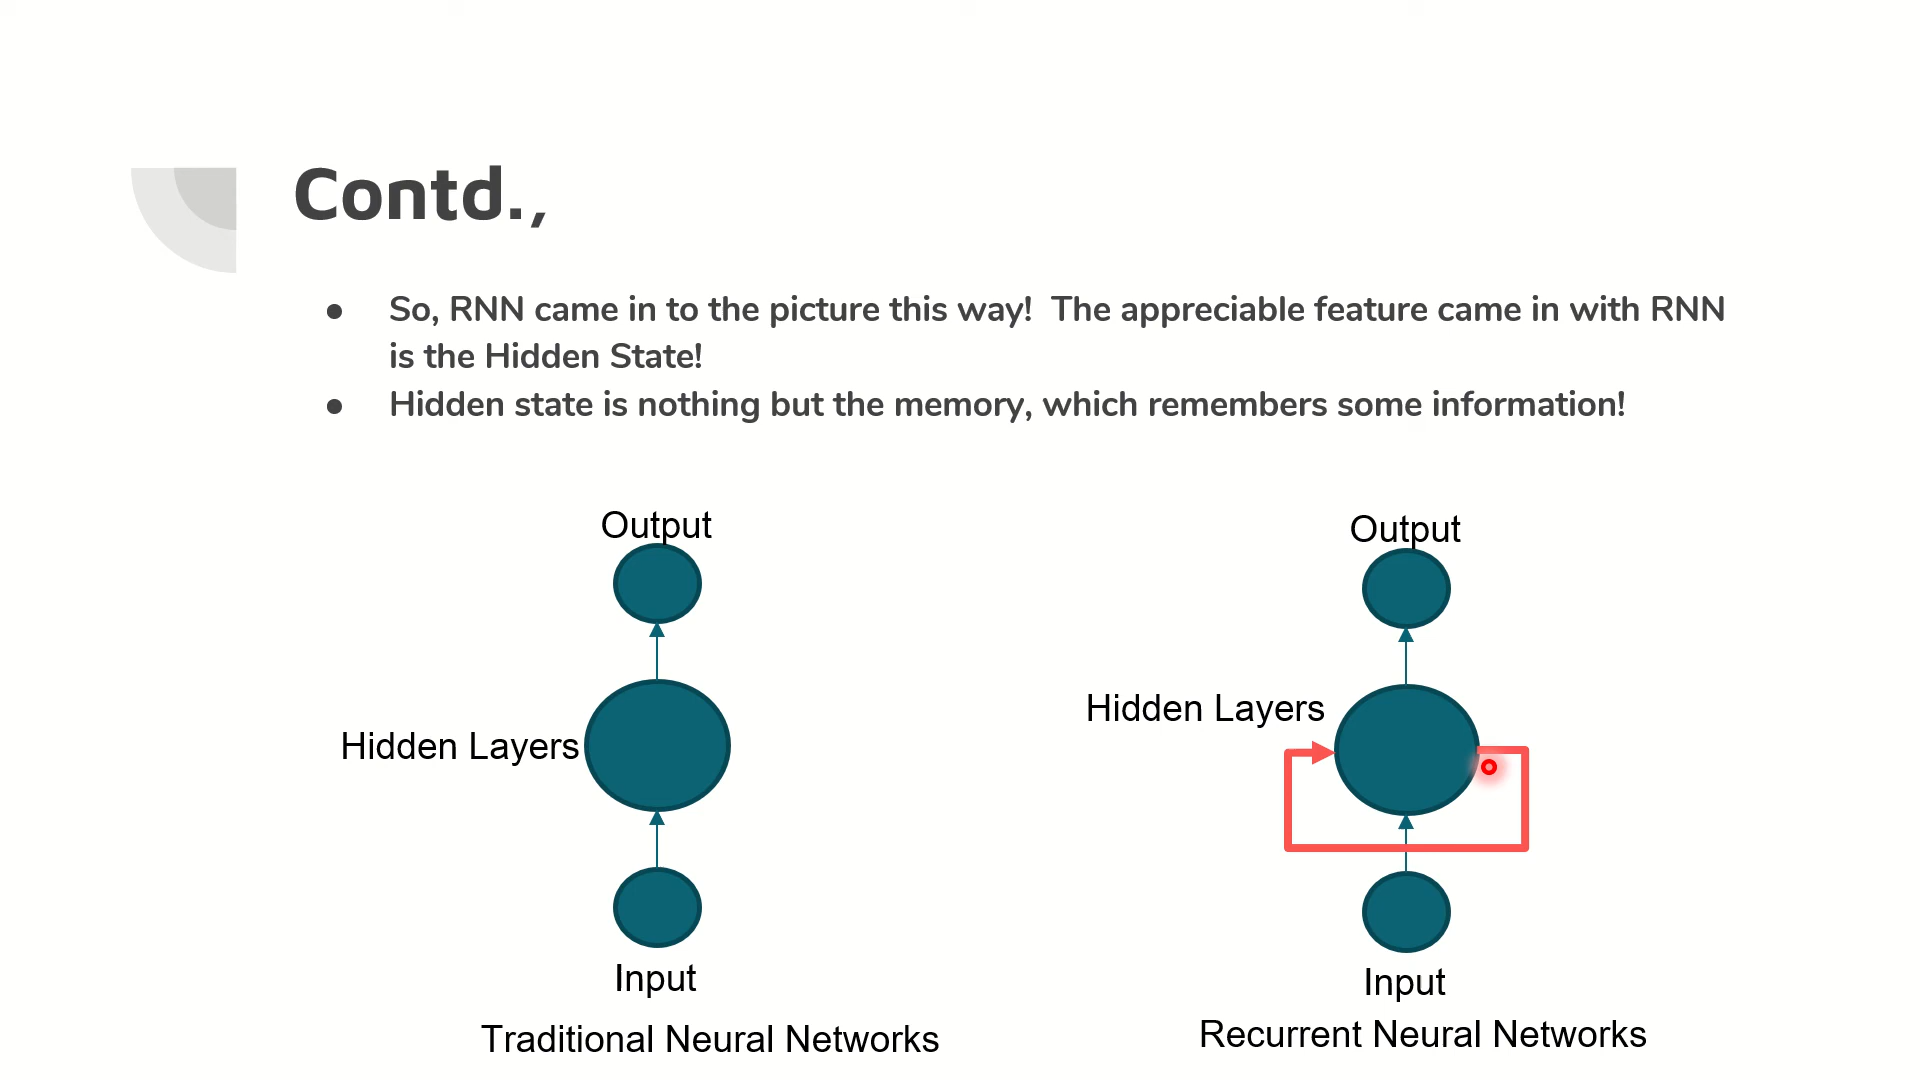 Contd.,
● So, RNN came in to the picture this way!  The appreciable feature came in with RNN
is the Hidden State!
● Hidden state is nothing but the memory, which remembers some information!
Output
Hidden Layers
Input
Traditional Neural Networks
Output
Hidden Layers
Input
Recurrent Neural Networks